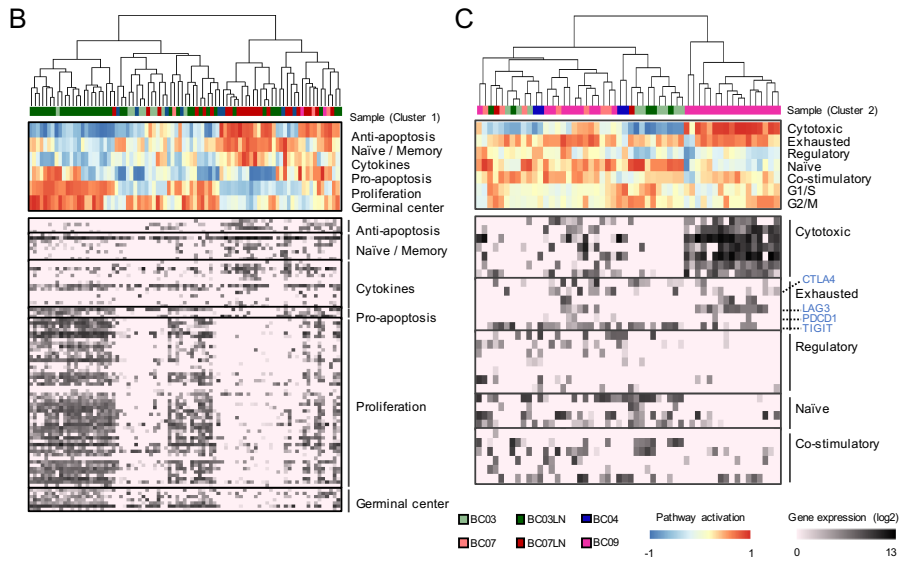 B
Sample (Cluster 1)
Anti-apoptosis
Naïve / Memory
Cytokines
Pro-apoptosis
Proliferation
Germinal center
Anti-apoptosis
Naïve / Memory
Cytokines
Pro-apoptosis
Proliferation
Germinal center
C
Sample (Cluster 2)
Cytotoxic
Exhausted
Regulatory
Naïve
Co-stimulatory
G1/S
G2/M
Cytotoxic
CTLA4
Exhausted
LAG3
PDCD1
TIGIT
Regulatory
Naïve
Co-stimulatory
BC03 BC03LN BC04
BC07 BC07LN BC09
Pathway activation
-1 1
Gene expression (log2)
0 13